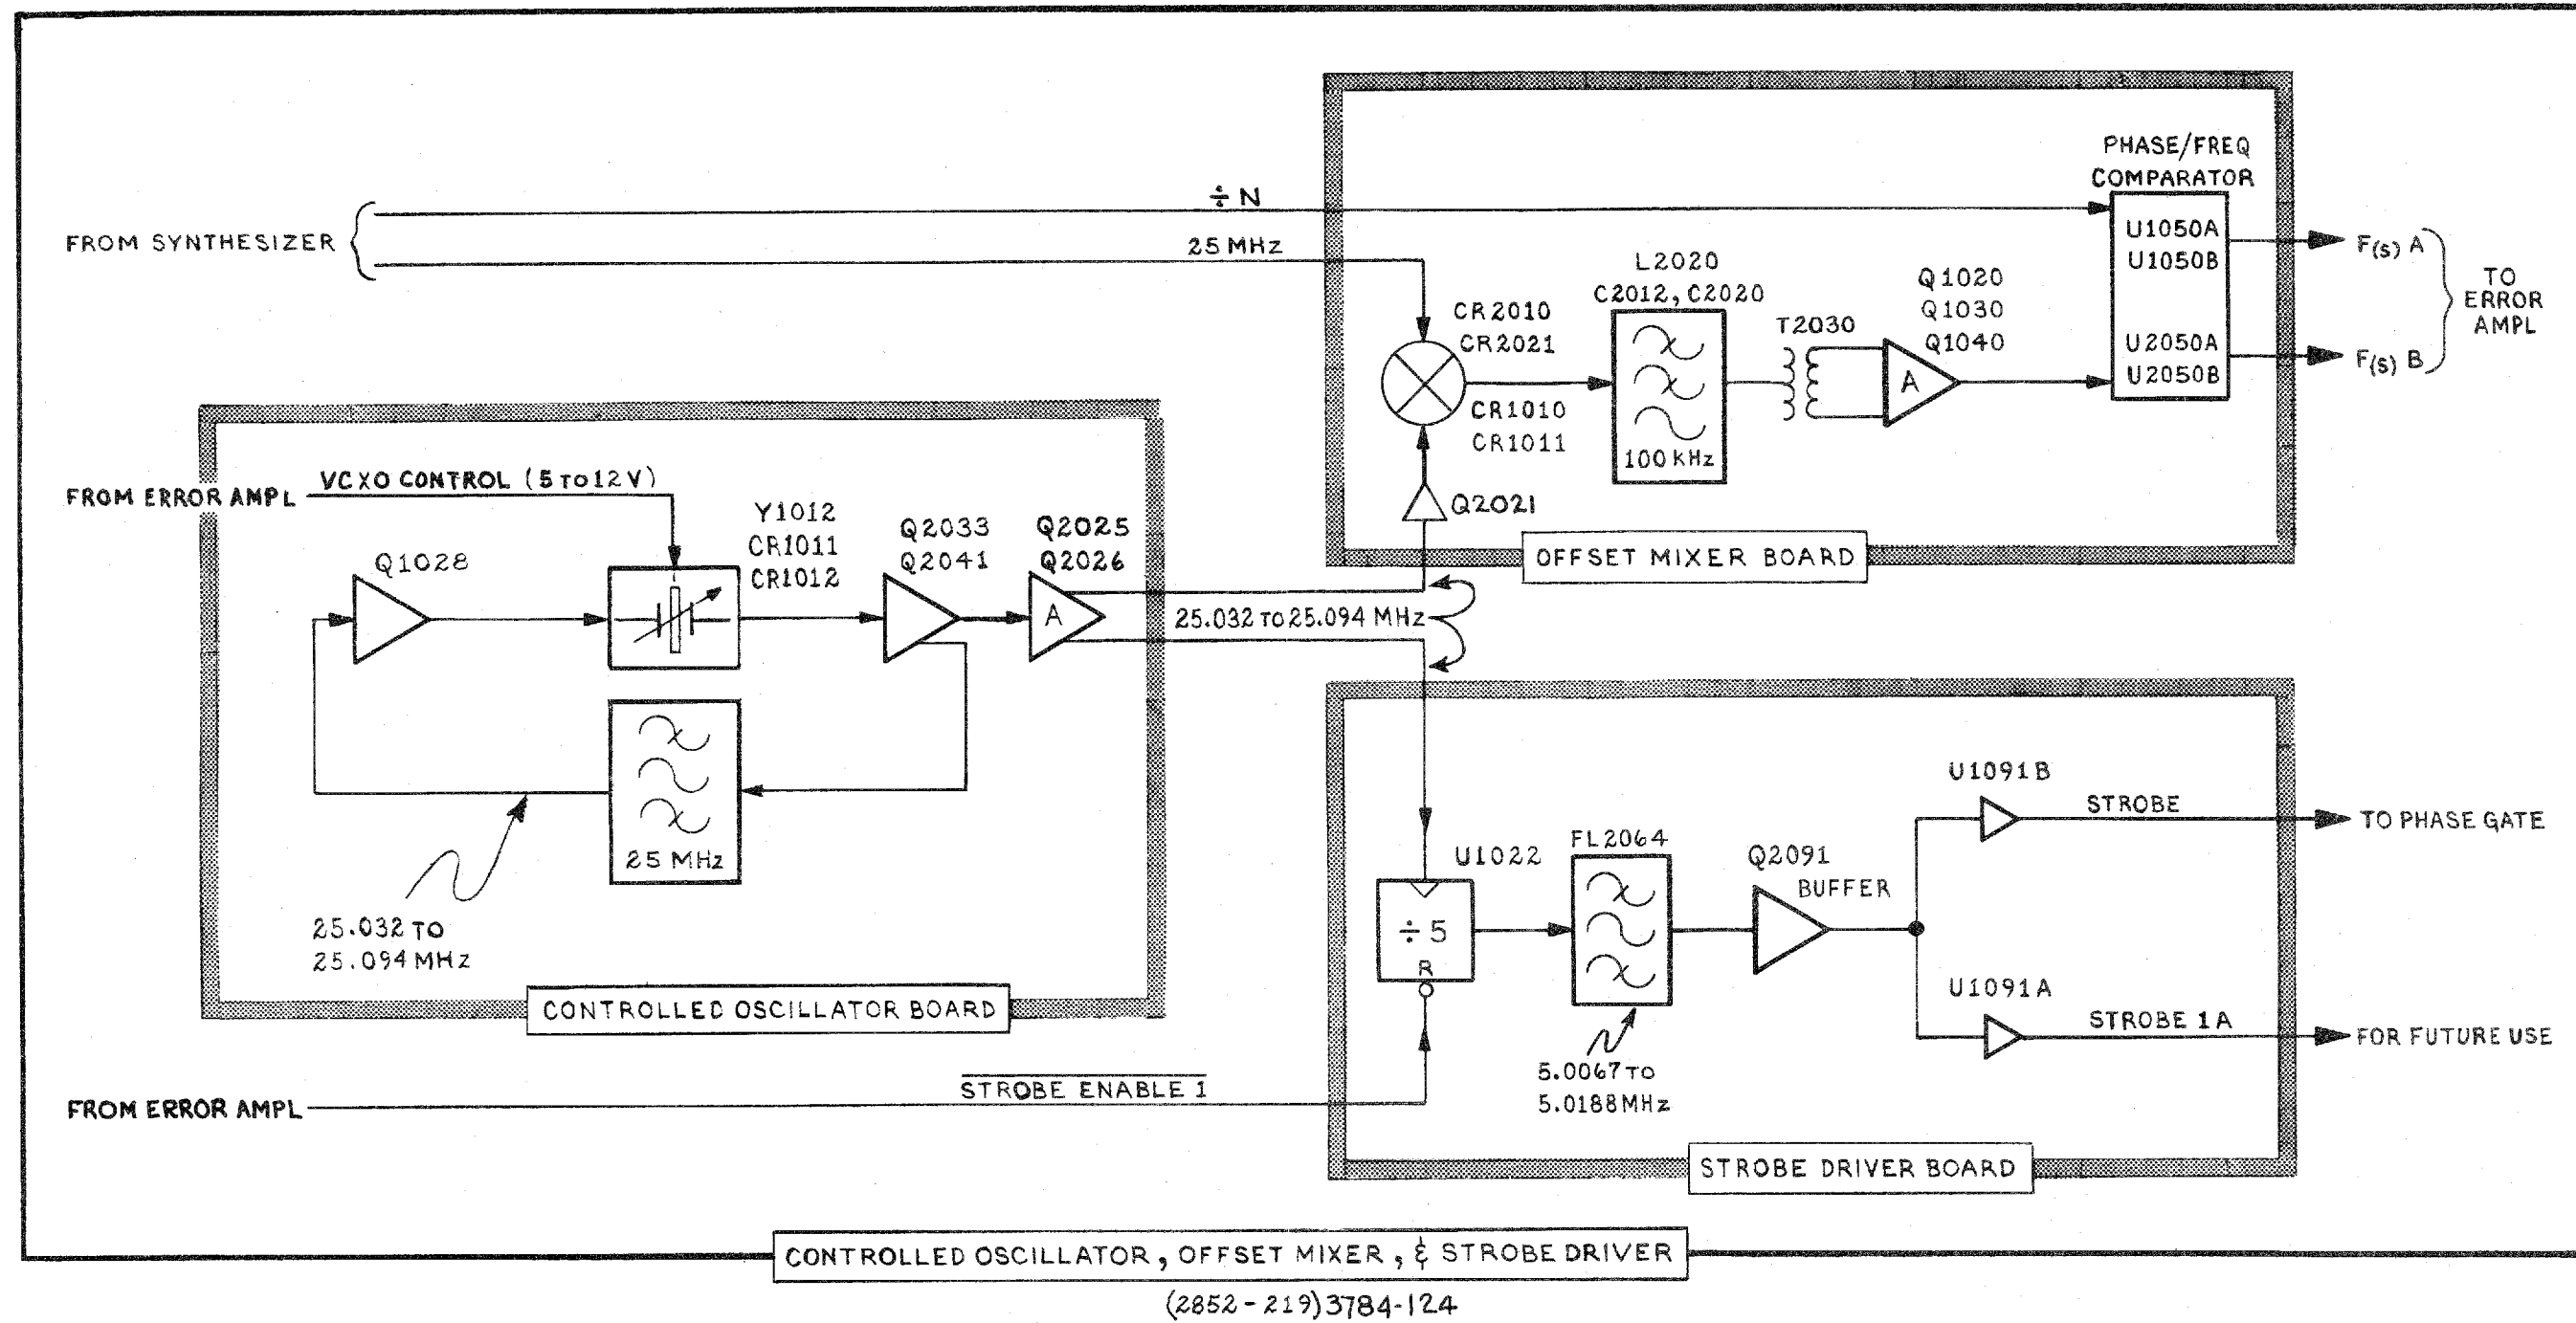 FROM SYNTHESIZER
÷ N
25 MHz
PHASE/FREQ
COMPARATOR
U1050A
U1050B
U2050A
U2050B
F(s) A
F(s) B
TO
ERROR
AMPL
CR2010
CR2021
CR1010
CR1011
L2020
C2012, C2020
100 KHz
T2030
Q1020
Q1030
Q1040
A
Q2021
OFFSET MIXER BOARD
FROM ERROR AMPL
VCXO CONTROL (5 TO 12 V)
Q1028
Y1012
CR1011
CR1012
Q2033
Q2041
Q2025
Q2026
A
25.032 TO 25.094 MHz
25 MHz
25.032 TO
25.094 MHz
CONTROLLED OSCILLATOR BOARD
FROM ERROR AMPL
STROBE ENABLE 1
U1022
÷ 5
R
FL2064
5.0067 TO
5.0188 MHz
Q2091
BUFFER
U1091B
STROBE
TO PHASE GATE
U1091A
STROBE 1A
FOR FUTURE USE
STROBE DRIVER BOARD
CONTROLLED OSCILLATOR, OFFSET MIXER, & STROBE DRIVER
(2852-219)3784-124